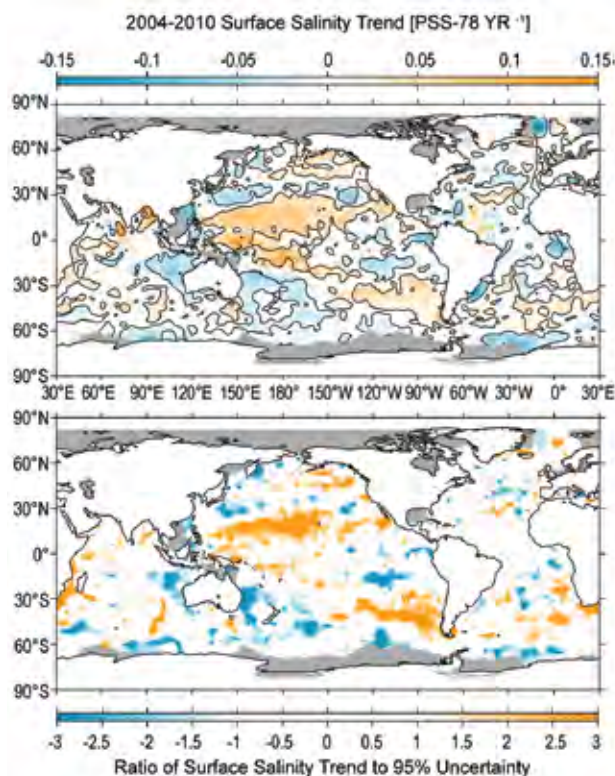 2004-2010 Surface Salinity Trend [PSS-78 YR ⁻¹]
-0.15 -0.1 -0.05 0 0.05 0.1 0.15
90°N
60°N
30°N
0°
30°S
60°S
90°S
30°E 60°E 90°E 120°E 150°E 180° 150°W 120°W 90°W 60°W 30°W 0° 30°E
90°N
60°N
30°N
0°
30°S
60°S
90°S
-3 -2.5 -2 -1.5 -1 -0.5 0 0.5 1 1.5 2 2.5 3
Ratio of Surface Salinity Trend to 95% Uncertainty